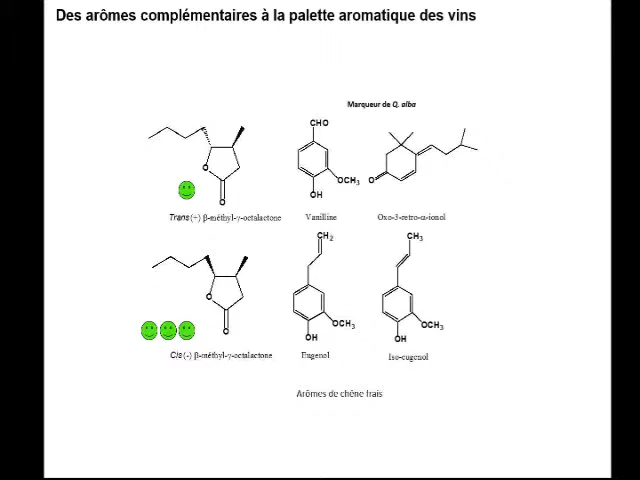 Des arômes complémentaires à la palette aromatique des vins
Marqueur de Q. alba
CHO
OCH3
OH
O
O
O
Trans (+) β-méthyl-γ-octalactone
Vanilline
Oxo-3-retro-α-ionol
CH2
CH3
O
O
OCH3
OH
OCH3
OH
Cis (-) β-méthyl-γ-octalactone
Eugenol
Iso-eugenol
Arômes de chêne frais